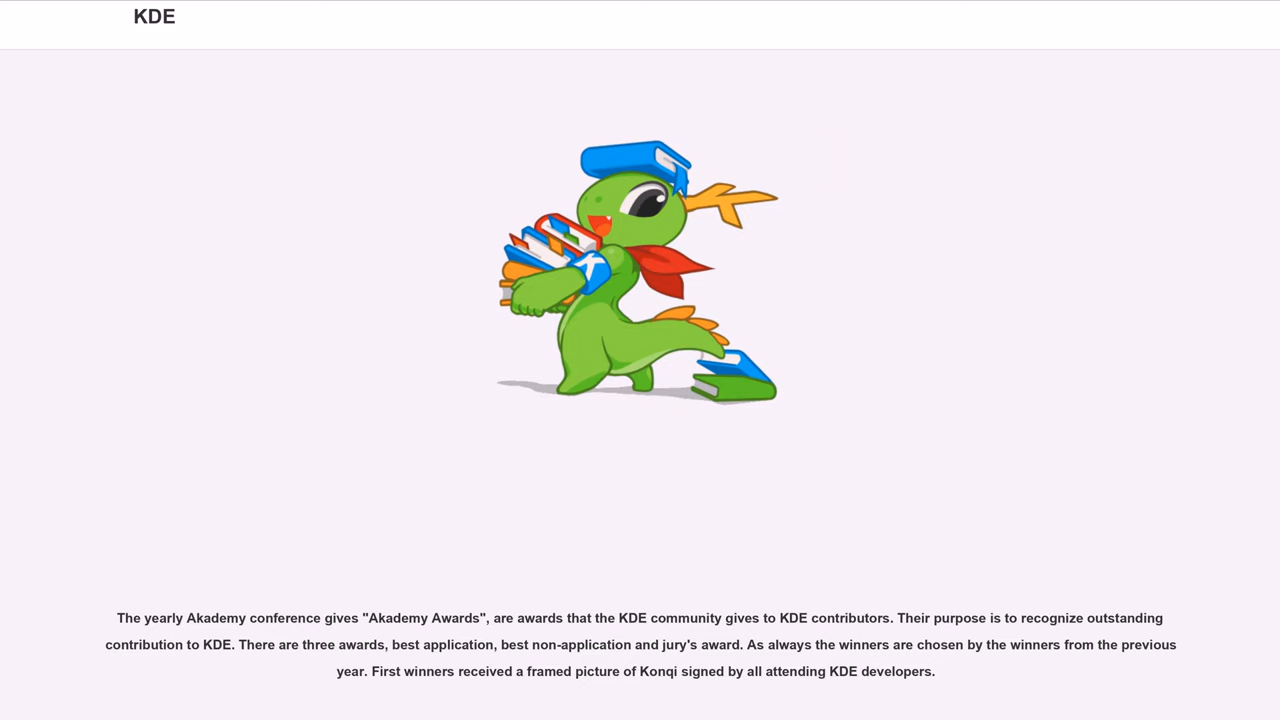 KDE
The yearly Akademy conference gives "Akademy Awards", are awards that the KDE community gives to KDE contributors. Their purpose is to recognize outstanding
contribution to KDE. There are three awards, best application, best non-application and jury's award. As always the winners are chosen by the winners from the previous
year. First winners received a framed picture of Konqi signed by all attending KDE developers.